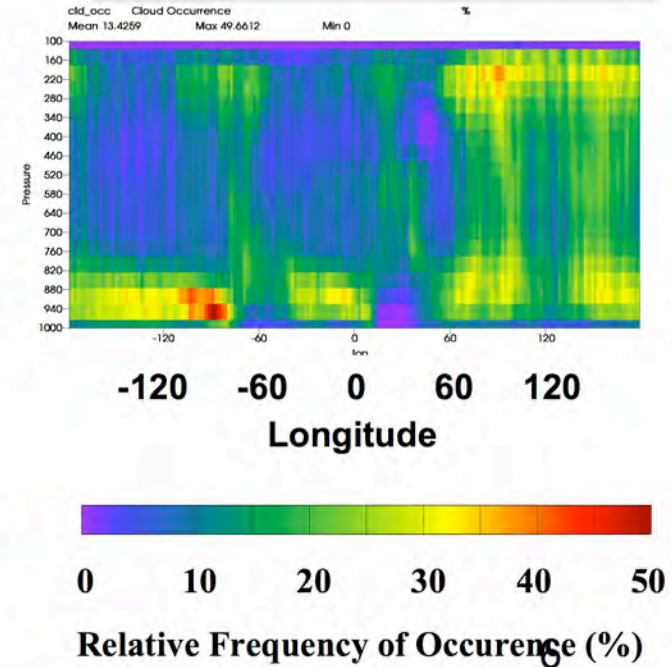 cld_occ Cloud Occurrence %
Mean 13.4259 Max 49.6612 Min 0
100
160
220
280
340
400
460
520
580
640
700
760
820
880
940
1000
Pressure
-120 -60 0 60 120
lon
-120 -60 0 60 120
Longitude
0 10 20 30 40 50
Relative Frequency of Occurence (%)